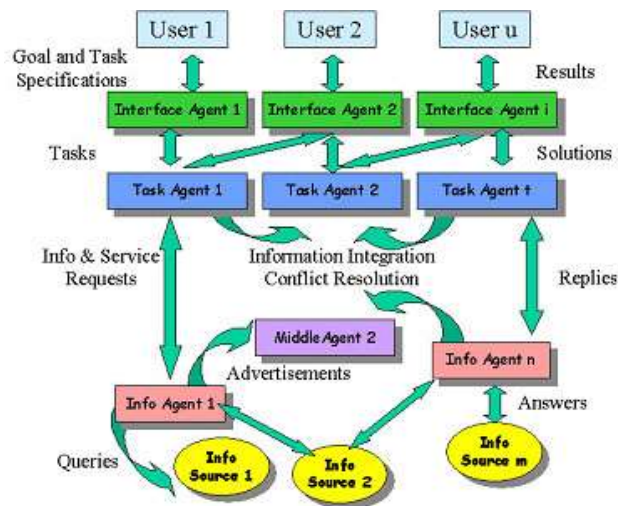 User 1
User 2
User u
Goal and Task
Specifications
Results
Interface Agent 1
Interface Agent 2
Interface Agent i
Tasks
Solutions
Task Agent 1
Task Agent 2
Task Agent t
Info & Service
Requests
Information Integration
Conflict Resolution
Replies
MiddleAgent 2
Info Agent n
Advertisements
Info Agent 1
Answers
Queries
Info
Source 1
Info
Source 2
Info
Source m